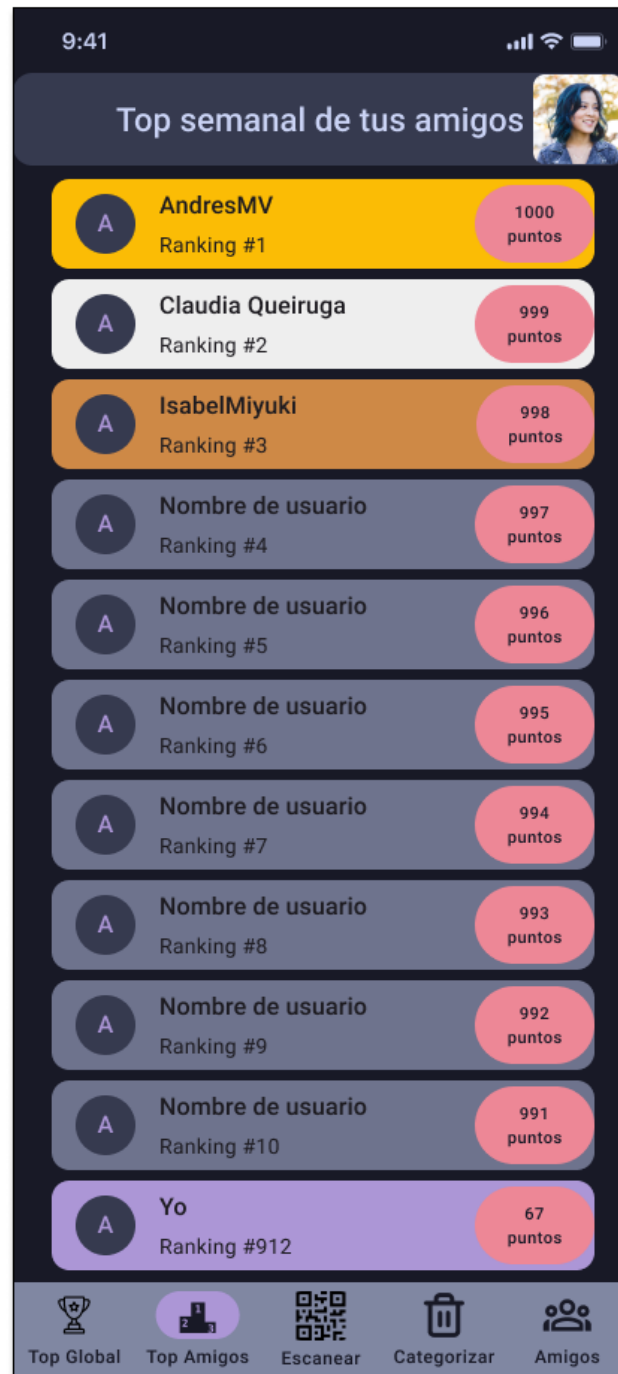 9:41
Top semanal de tus amigos
A
AndresMV
Ranking #1
1000
puntos
A
Claudia Queiruga
Ranking #2
999
puntos
A
IsabelMiyuki
Ranking #3
998
puntos
A
Nombre de usuario
Ranking #4
997
puntos
A
Nombre de usuario
Ranking #5
996
puntos
A
Nombre de usuario
Ranking #6
995
puntos
A
Nombre de usuario
Ranking #7
994
puntos
A
Nombre de usuario
Ranking #8
993
puntos
A
Nombre de usuario
Ranking #9
992
puntos
A
Nombre de usuario
Ranking #10
991
puntos
A
Yo
Ranking #912
67
puntos
1
2
3
Top Global
Top Amigos
Escanear
Categorizar
Amigos